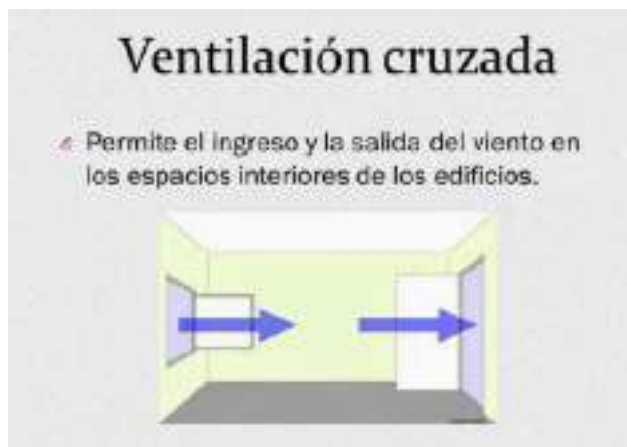 Ventilación cruzada
Permite el ingreso y la salida del viento en
los espacios interiores de los edificios.